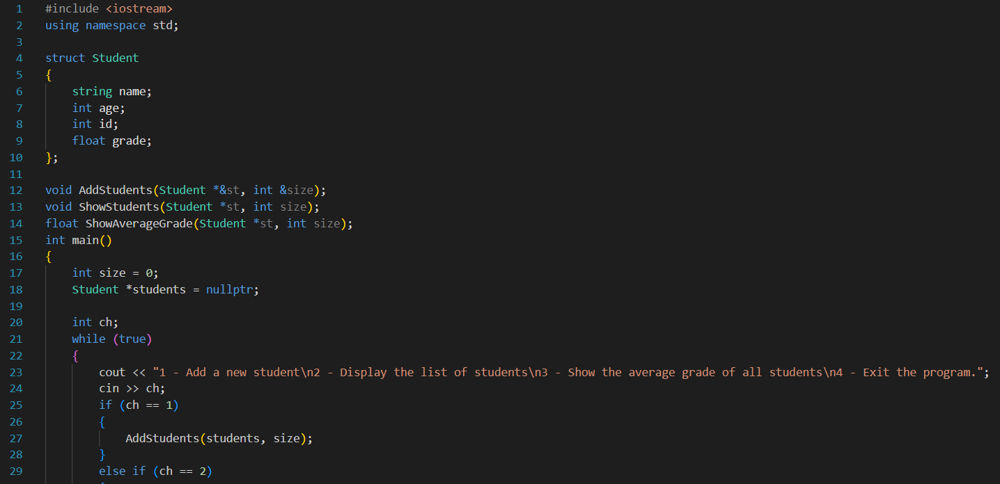 1 #include <iostream>
2 using namespace std;
3
4 struct Student
5 {
6     string name;
7     int age;
8     int id;
9     float grade;
10 };
11
12 void AddStudents(Student *&st, int &size);
13 void ShowStudents(Student *st, int size);
14 float ShowAverageGrade(Student *st, int size);
15 int main()
16 {
17     int size = 0;
18     Student *students = nullptr;
19
20     int ch;
21     while (true)
22     {
23         cout << "1 - Add a new student\n2 - Display the list of students\n3 - Show the average grade of all students\n4 - Exit the program.";
24         cin >> ch;
25         if (ch == 1)
26         {
27             AddStudents(students, size);
28         }
29         else if (ch == 2)